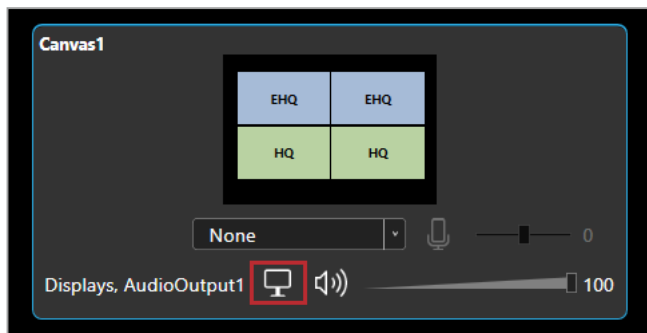 Canvas1
EHQ EHQ
HQ HQ
None 0
Displays, AudioOutput1 100